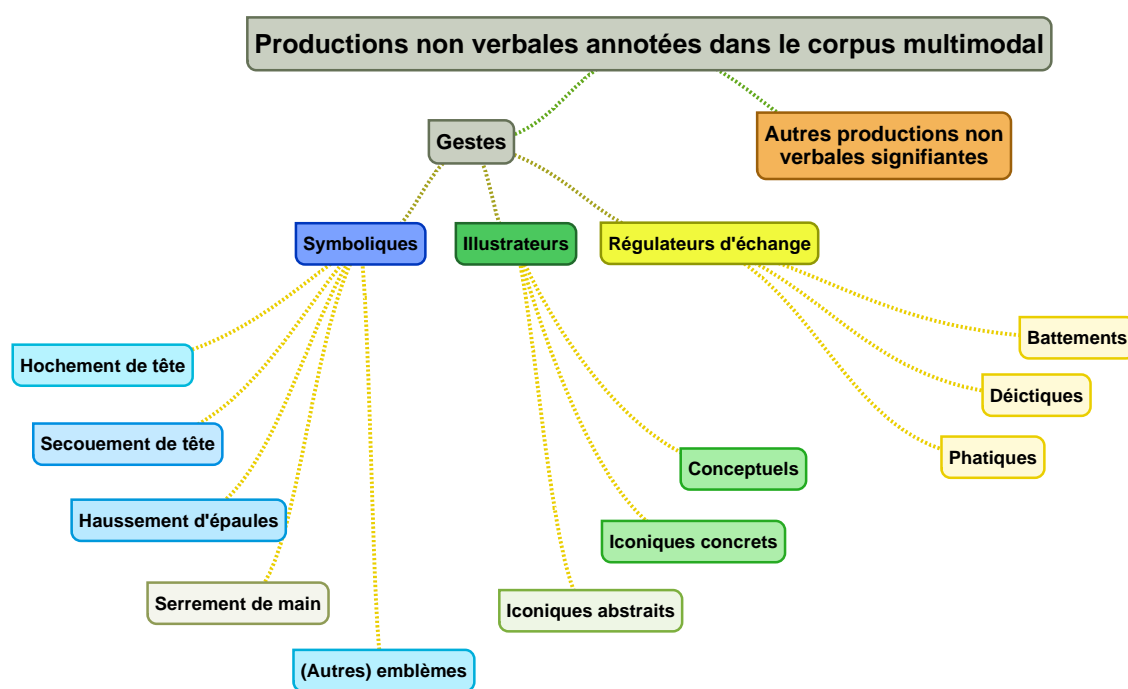 Productions non verbales annotées dans le corpus multimodal
Gestes
Autres productions non
verbales signifiantes
Symboliques
Illustrateurs
Régulateurs d'échange
Hochement de tête
Secouement de tête
Haussement d'épaules
Serrement de main
(Autres) emblèmes
Conceptuels
Iconiques concrets
Iconiques abstraits
Battements
Déictiques
Phatiques